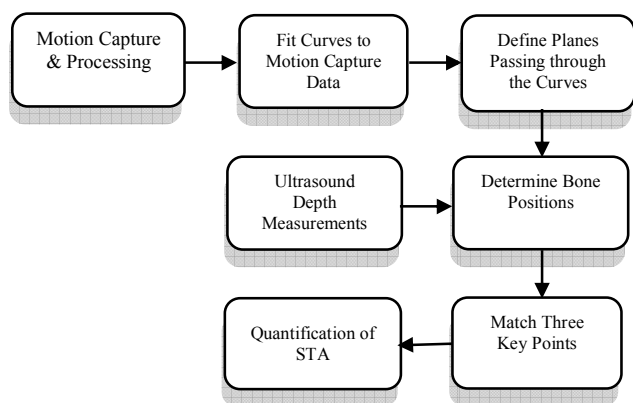 Motion Capture
& Processing
Fit Curves to
Motion Capture
Data
Define Planes
Passing through
the Curves
Ultrasound
Depth
Measurements
Determine Bone
Positions
Match Three
Key Points
Quantification of
STA